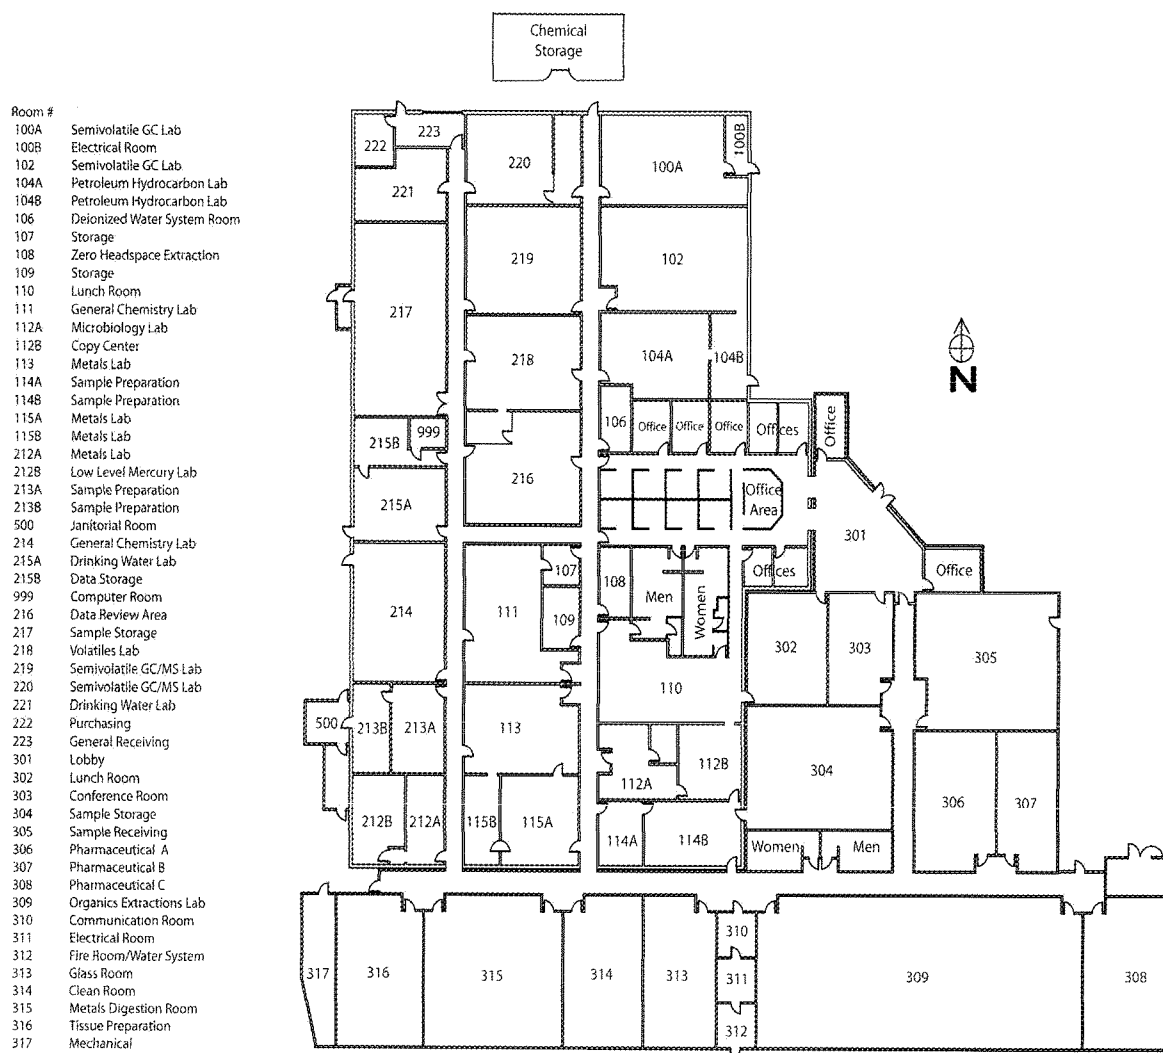 Chemical
Storage
Room #
100A Semivolatile GC Lab
100B Electrical Room
102 Semivolatile GC Lab
104A Petroleum Hydrocarbon Lab
104B Petroleum Hydrocarbon Lab
106 Deionized Water System Room
107 Storage
108 Zero Headspace Extraction
109 Storage
110 Lunch Room
111 General Chemistry Lab
112A Microbiology Lab
112B Copy Center
113 Metals Lab
114A Sample Preparation
114B Sample Preparation
115A Metals Lab
115B Metals Lab
212A Metals Lab
212B Low Level Mercury Lab
213A Sample Preparation
213B Sample Preparation
500 Janitorial Room
214 General Chemistry Lab
215A Drinking Water Lab
215B Data Storage
999 Computer Room
216 Data Review Area
217 Sample Storage
218 Volatiles Lab
219 Semivolatile GC/MS Lab
220 Semivolatile GC/MS Lab
221 Drinking Water Lab
222 Purchasing
223 General Receiving
301 Lobby
302 Lunch Room
303 Conference Room
304 Sample Storage
305 Sample Receiving
306 Pharmaceutical A
307 Pharmaceutical B
308 Pharmaceutical C
309 Organics Extractions Lab
310 Communication Room
311 Electrical Room
312 Fire Room/Water System
313 Glass Room
314 Clean Room
315 Metals Digestion Room
316 Tissue Preparation
317 Mechanical
222
223
220
100A
100B
221
219
102
217
218
104A
104B
N
106
Office
Office
Office
Offices
Office
215B
999
216
215A
Office
Area
301
107
108
Men
Women
Offices
Office
214
111
109
302
303
305
110
500
213B
213A
113
112A
112B
304
306
307
212B
212A
115B
115A
114A
114B
Women
Men
317
316
315
314
313
310
311
312
309
308